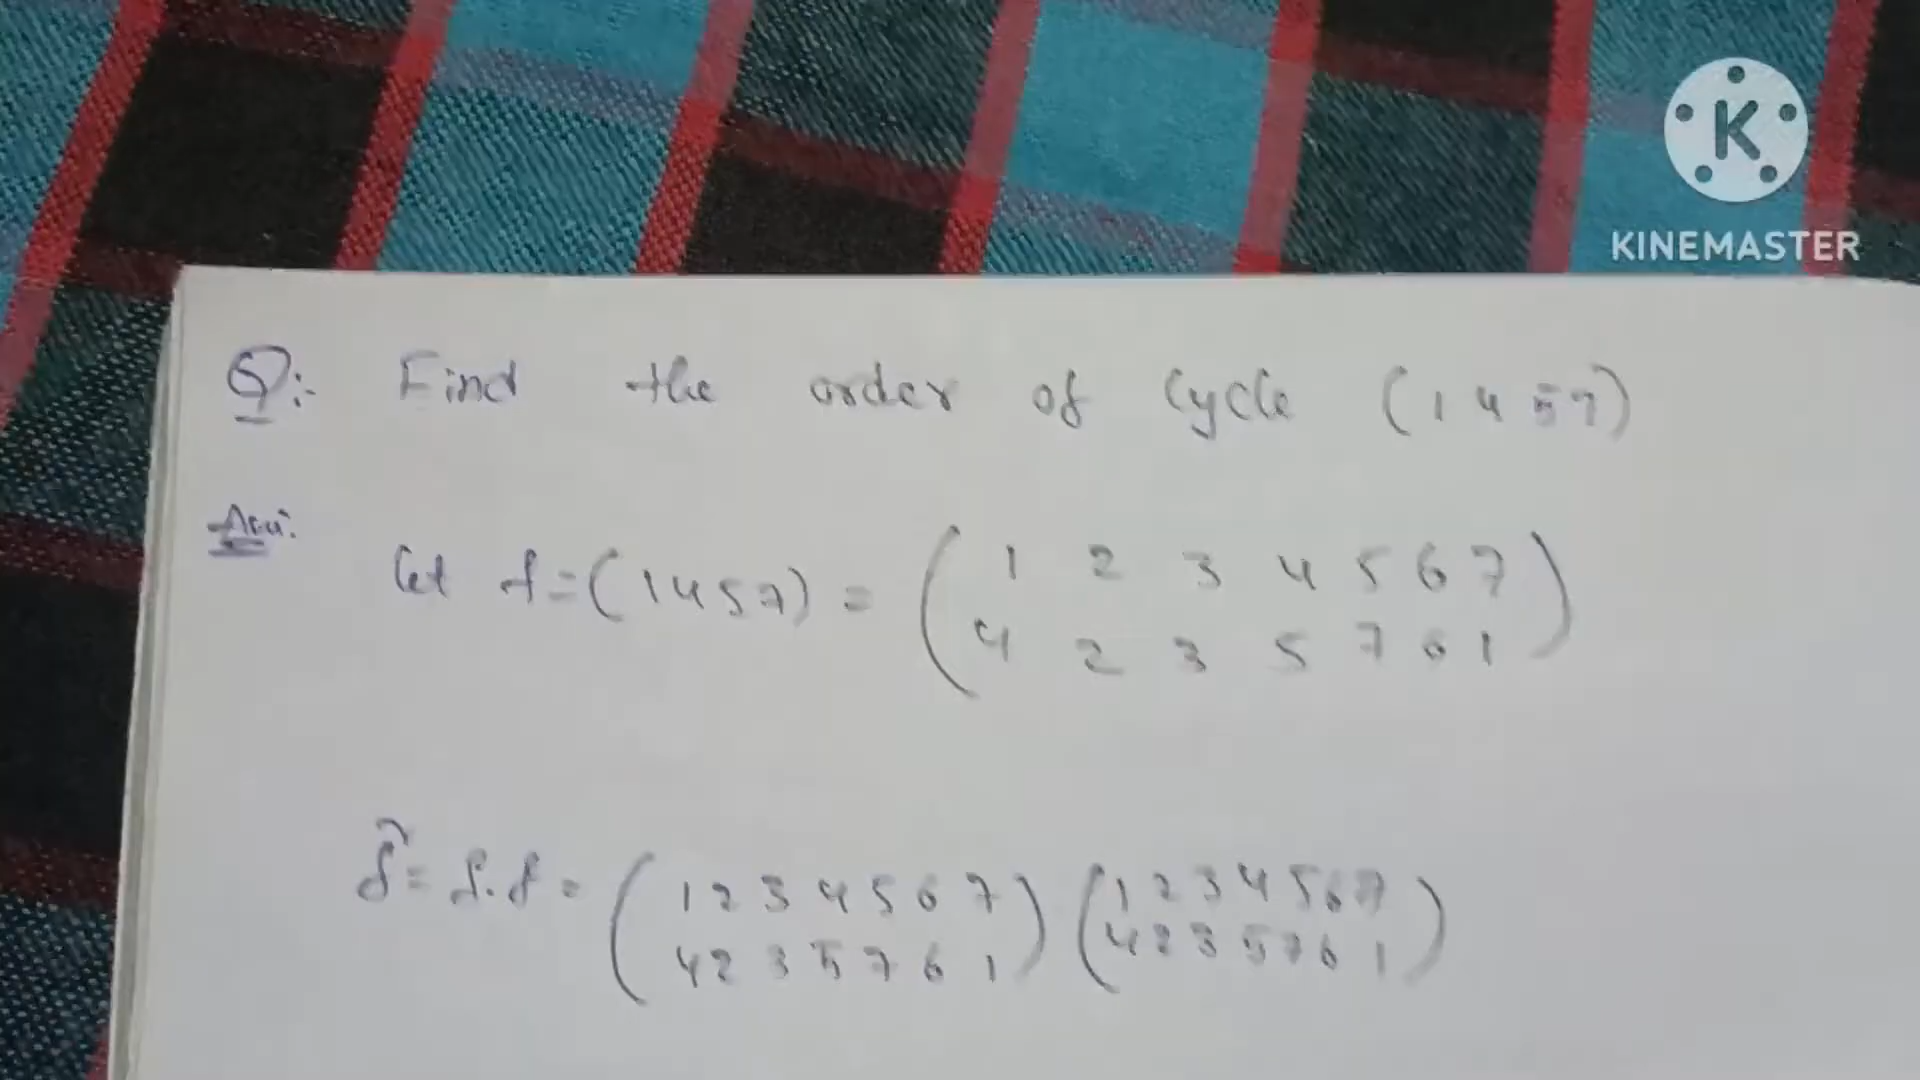 KINEMASTER
Q:- Find the order of Cycle (1 4 5 7)
Ans:
let f = (1 4 5 7) = ( 1 2 3 4 5 6 7 )
4 2 3 5 7 6 1
f² = f.f = ( 1 2 3 4 5 6 7 ) ( 1 2 3 4 5 6 7 )
4 2 3 5 7 6 1 4 2 3 5 7 6 1